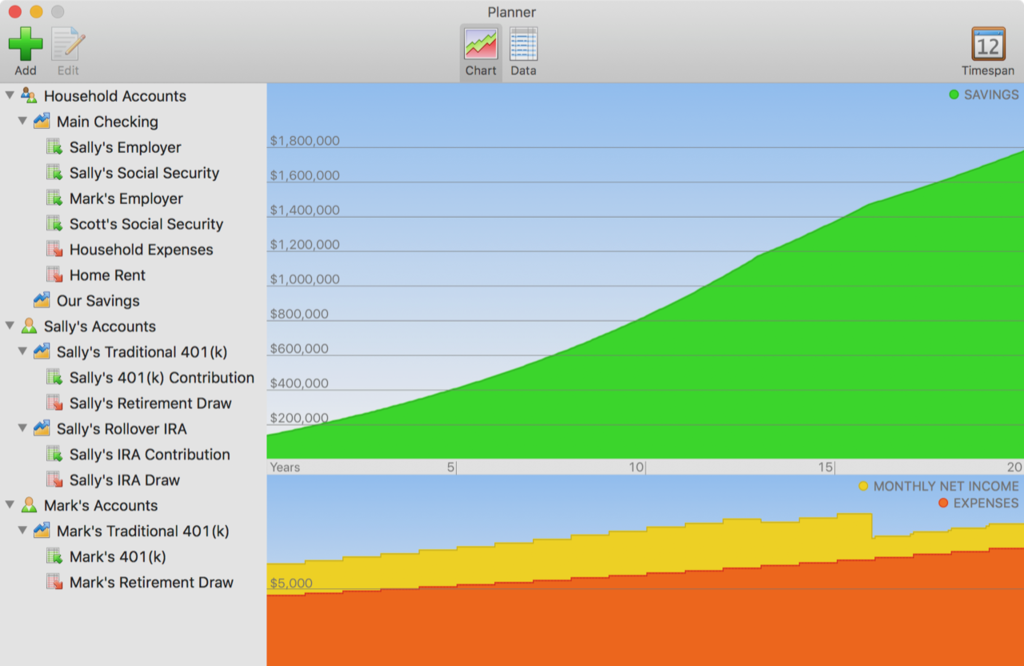 Planner
Add
Edit
Chart
Data
12
Timespan
Household Accounts
Main Checking
Sally's Employer
Sally's Social Security
Mark's Employer
Scott's Social Security
Household Expenses
Home Rent
Our Savings
Sally's Accounts
Sally's Traditional 401(k)
Sally's 401(k) Contribution
Sally's Retirement Draw
Sally's Rollover IRA
Sally's IRA Contribution
Sally's IRA Draw
Mark's Accounts
Mark's Traditional 401(k)
Mark's 401(k)
Mark's Retirement Draw
SAVINGS
$1,800,000
$1,600,000
$1,400,000
$1,200,000
$1,000,000
$800,000
$600,000
$400,000
$200,000
Years 5 10 15 20
MONTHLY NET INCOME
EXPENSES
$5,000